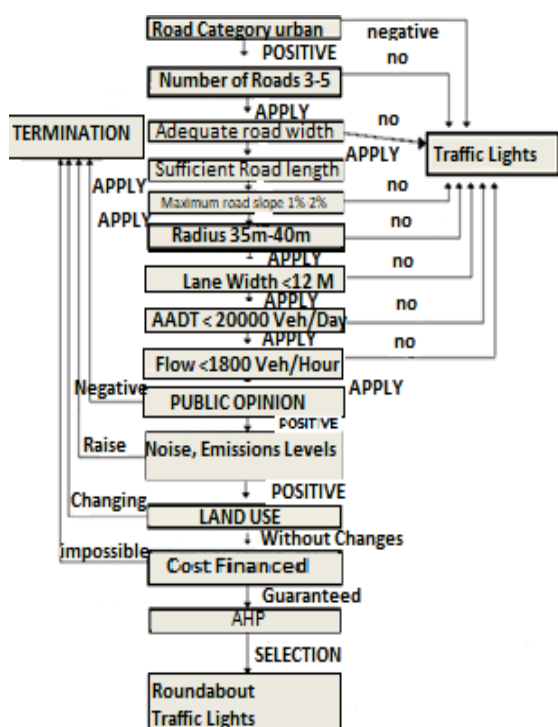 Road Category urban
negative
POSITIVE
no
Number of Roads 3-5
APPLY
TERMINATION
Adequate road width
no
APPLY
Traffic Lights
Sufficient Road length
APPLY
Maximum road slope 1% 2%
no
APPLY
Radius 35m-40m
no
APPLY
Lane Width <12 M
no
APPLY
AADT < 20000 Veh/Day
no
APPLY
Flow <1800 Veh/Hour
no
Negative
APPLY
PUBLIC OPINION
POSITIVE
Raise
Noise, Emissions Levels
POSITIVE
Changing
LAND USE
Without Changes
impossible
Cost Financed
Guaranteed
AHP
SELECTION
Roundabout
Traffic Lights